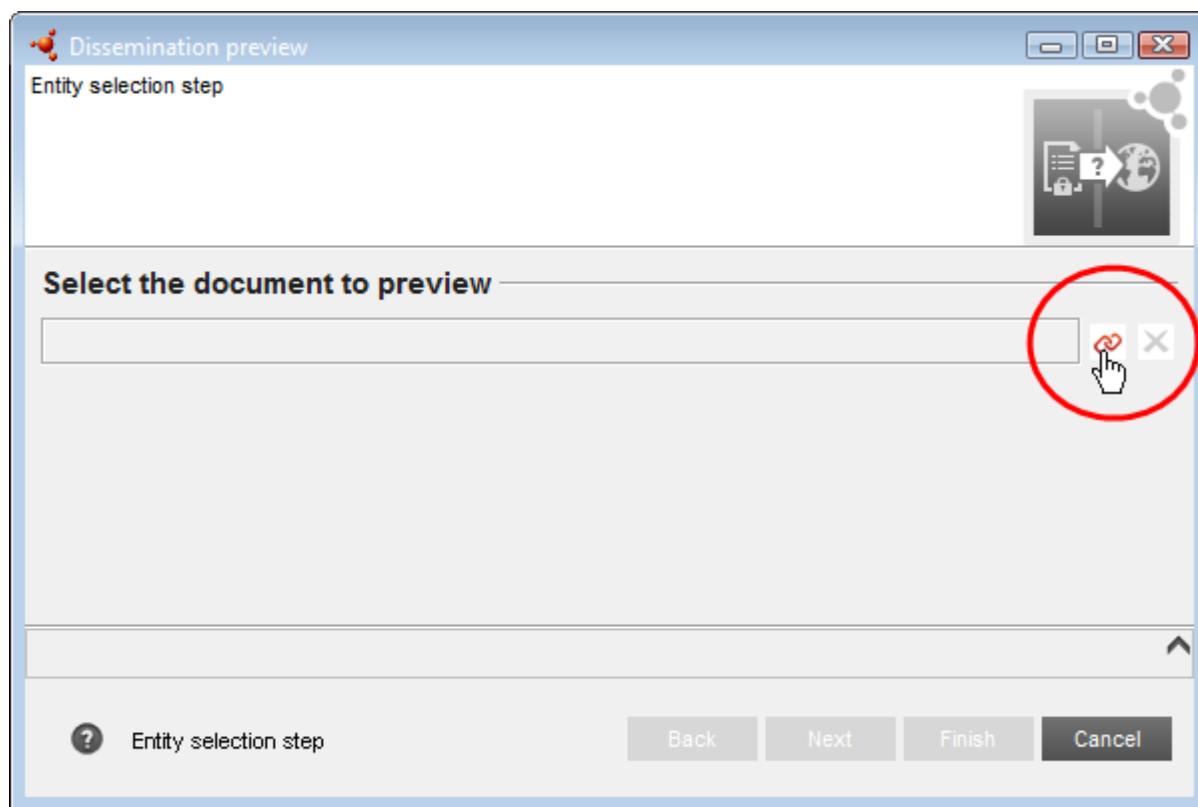 Dissemination preview
Entity selection step
?
Select the document to preview
?
Entity selection step
Back
Next
Finish
Cancel